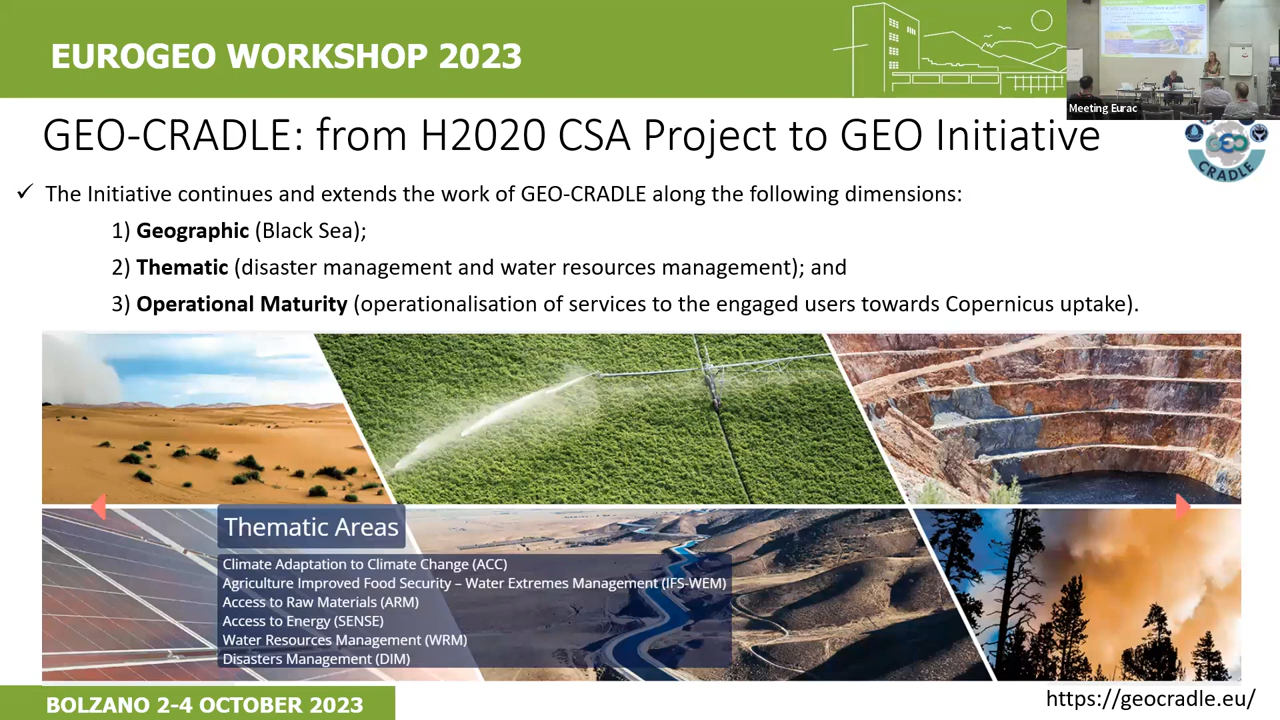 EUROGEO WORKSHOP 2023
Meeting Eurac
GEO-CRADLE: from H2020 CSA Project to GEO Initiative
GEO
CRADLE
✓ The Initiative continues and extends the work of GEO-CRADLE along the following dimensions:
1) Geographic (Black Sea);
2) Thematic (disaster management and water resources management); and
3) Operational Maturity (operationalisation of services to the engaged users towards Copernicus uptake).
Thematic Areas
Climate Adaptation to Climate Change (ACC)
Agriculture Improved Food Security – Water Extremes Management (IFS-WEM)
Access to Raw Materials (ARM)
Access to Energy (SENSE)
Water Resources Management (WRM)
Disasters Management (DIM)
BOLZANO 2-4 OCTOBER 2023
https://geocradle.eu/